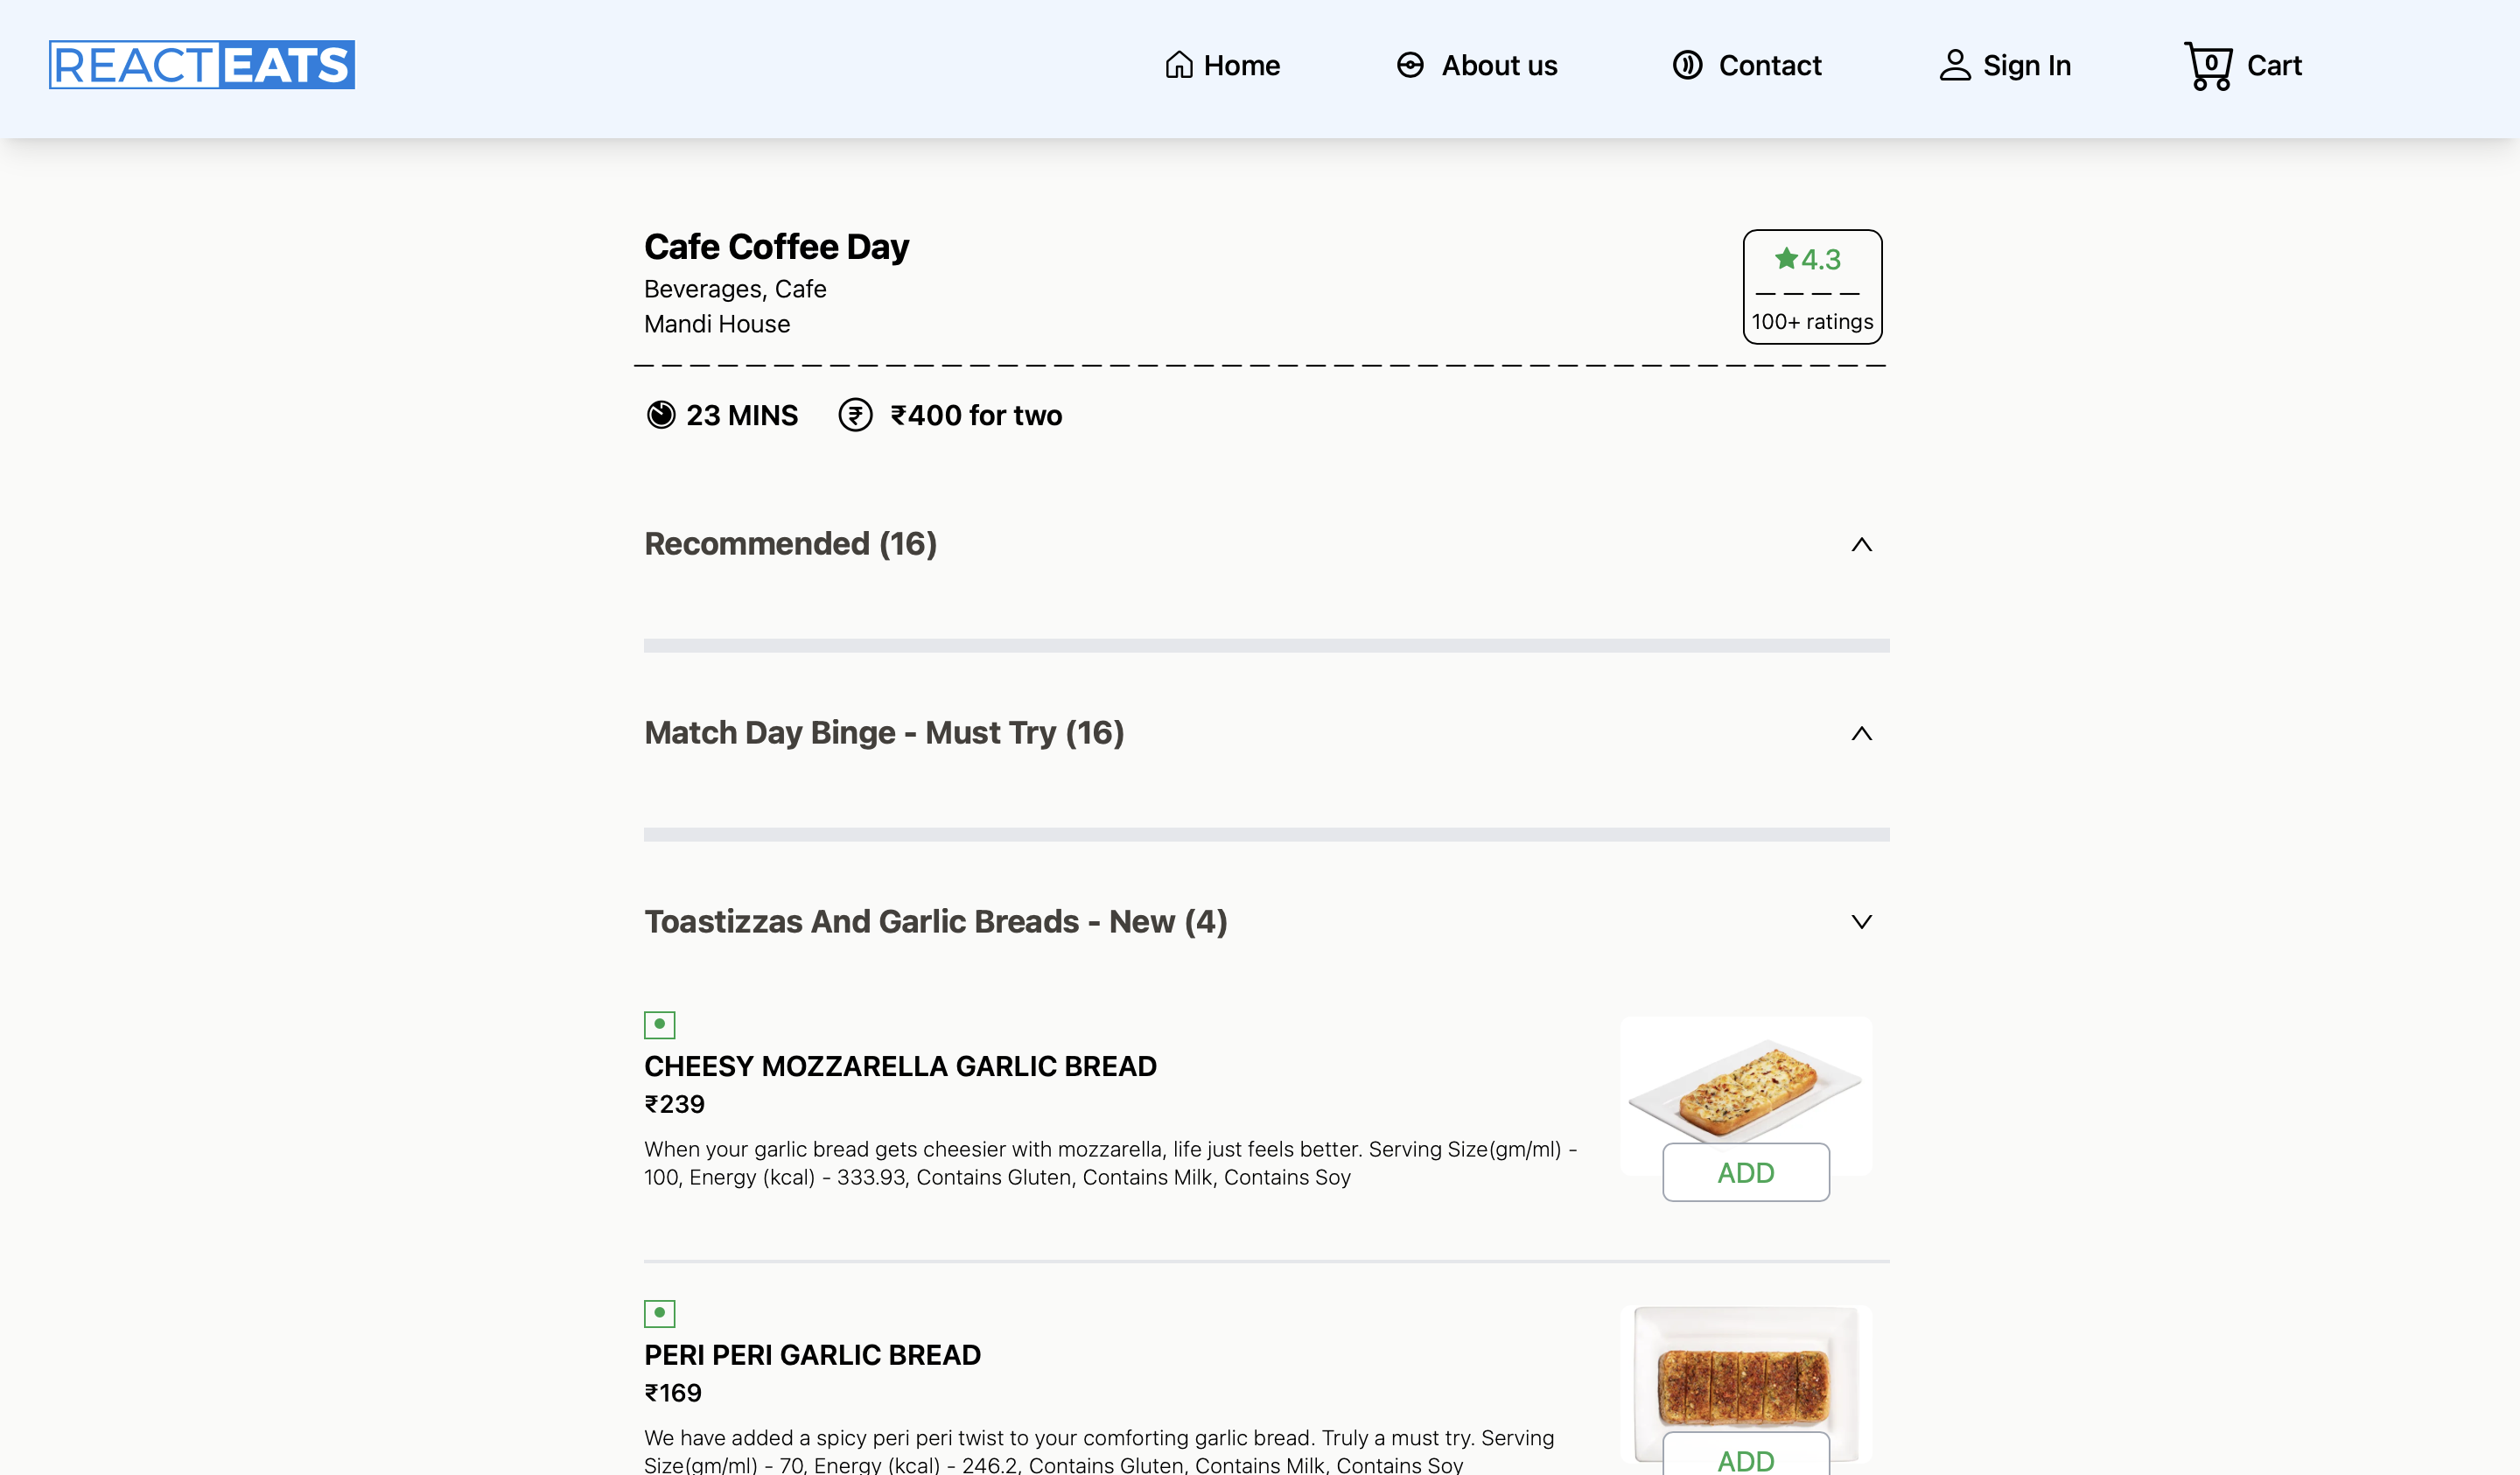 REACTEATS
Home
About us
Contact
Sign In
0
Cart
Cafe Coffee Day
Beverages, Cafe
Mandi House
4.3
100+ ratings
23 MINS
₹
₹400 for two
Recommended (16)
Match Day Binge - Must Try (16)
Toastizzas And Garlic Breads - New (4)
CHEESY MOZZARELLA GARLIC BREAD
₹239
When your garlic bread gets cheesier with mozzarella, life just feels better. Serving Size(gm/ml) -
100, Energy (kcal) - 333.93, Contains Gluten, Contains Milk, Contains Soy
ADD
PERI PERI GARLIC BREAD
₹169
We have added a spicy peri peri twist to your comforting garlic bread. Truly a must try. Serving
Size(gm/ml) - 70, Energy (kcal) - 246.2, Contains Gluten, Contains Milk, Contains Soy
ADD